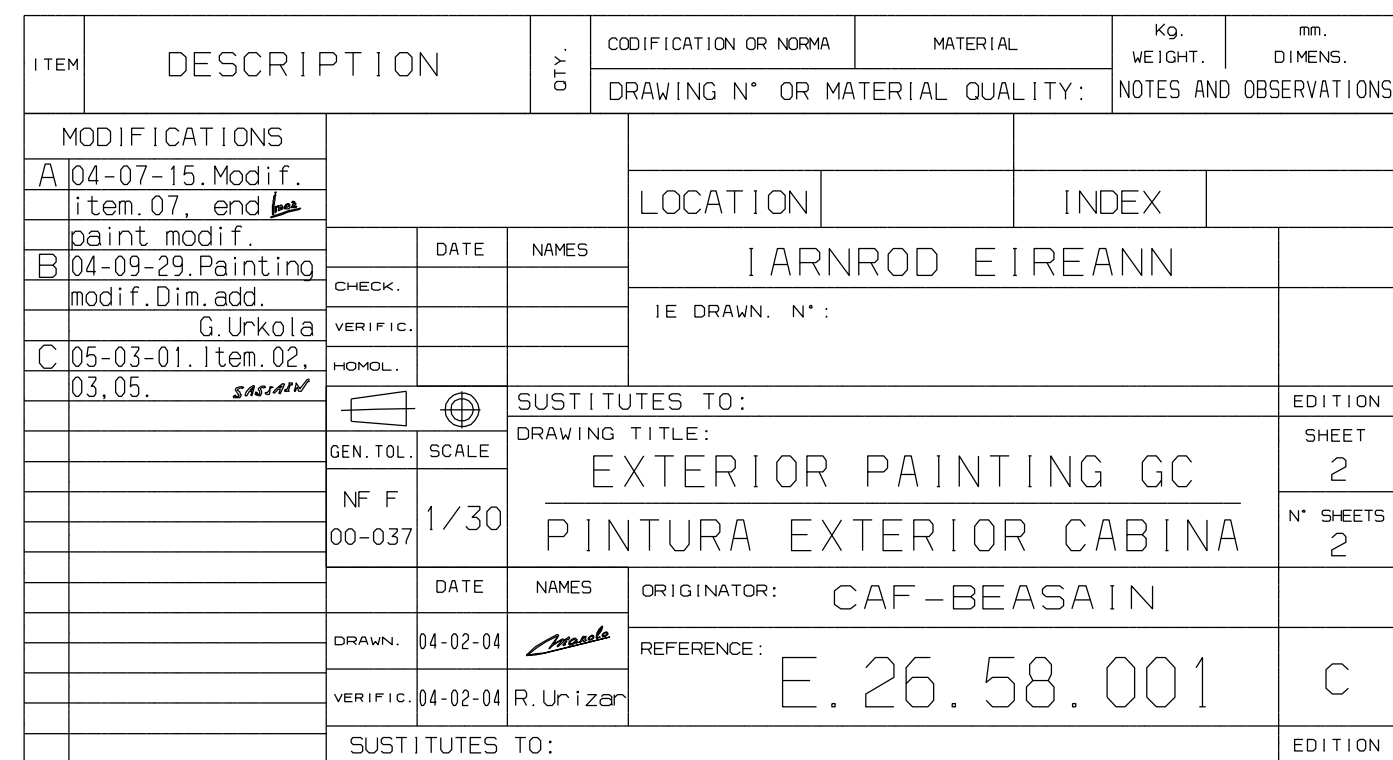 ITEM
DESCRIPTION
QTY.
CODIFICATION OR NORMA
MATERIAL
Kg.
WEIGHT.
mm.
DIMENS.
DRAWING N° OR MATERIAL QUALITY:
NOTES AND OBSERVATIONS
MODIFICATIONS
A 04-07-15.Modif.
item.07, end
paint modif.
B 04-09-29.Painting
modif.Dim.add.
G.Urkola
C 05-03-01.Item.02,
03,05. SASIAIN
LOCATION
INDEX
DATE NAMES
CHECK.
VERIFIC.
HOMOL.
IARNROD EIREANN
IE DRAWN. N°:
SUSTITUTES TO:
EDITION
GEN.TOL. SCALE
NF F
00-037
1/30
DRAWING TITLE:
EXTERIOR PAINTING GC
PINTURA EXTERIOR CABINA
SHEET
2
N° SHEETS
2
DATE NAMES
DRAWN. 04-02-04 Manolo
VERIFIC. 04-02-04 R.Urizar
ORIGINATOR: CAF-BEASAIN
REFERENCE: E.26.58.001
C
SUSTITUTES TO:
EDITION